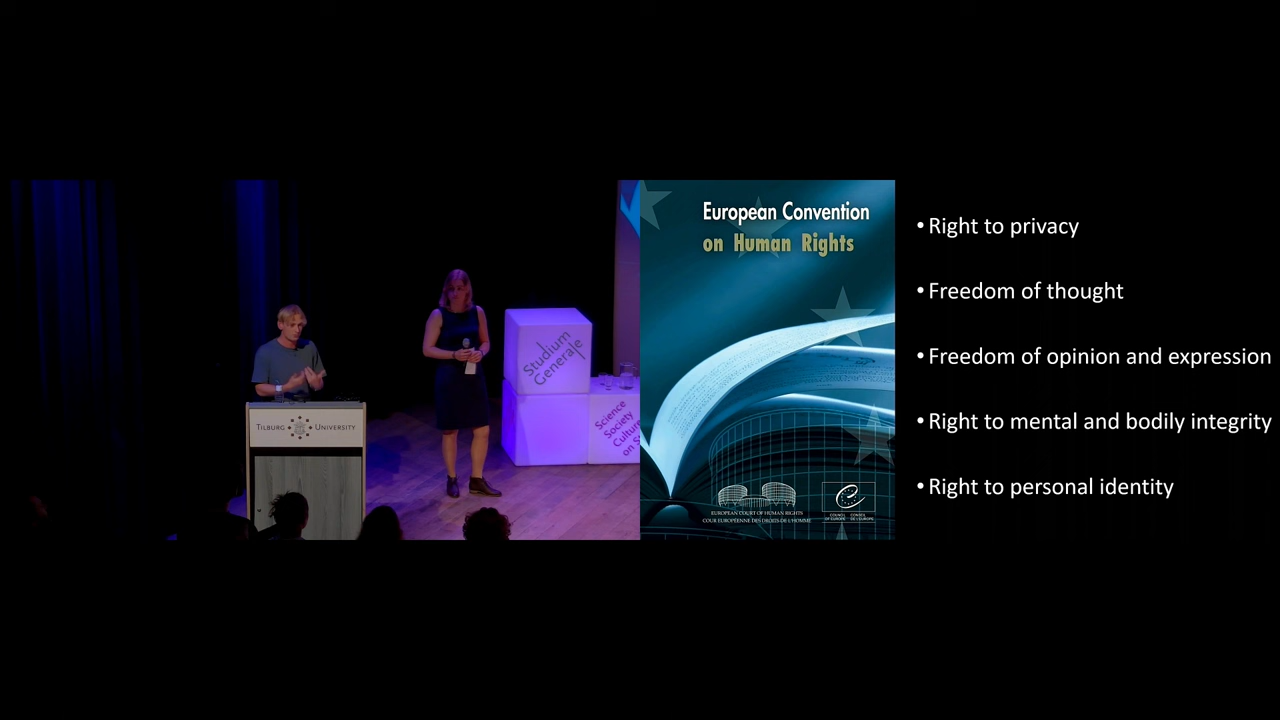 TILBURG UNIVERSITY
Studium
Generale
Science
Society
Culture
European Convention
on Human Rights
EUROPEAN COURT OF HUMAN RIGHTS
COUR EUROPÉENNE DES DROITS DE L'HOMME
COUNCIL OF EUROPE
CONSEIL DE L'EUROPE
• Right to privacy
• Freedom of thought
• Freedom of opinion and expression
• Right to mental and bodily integrity
• Right to personal identity